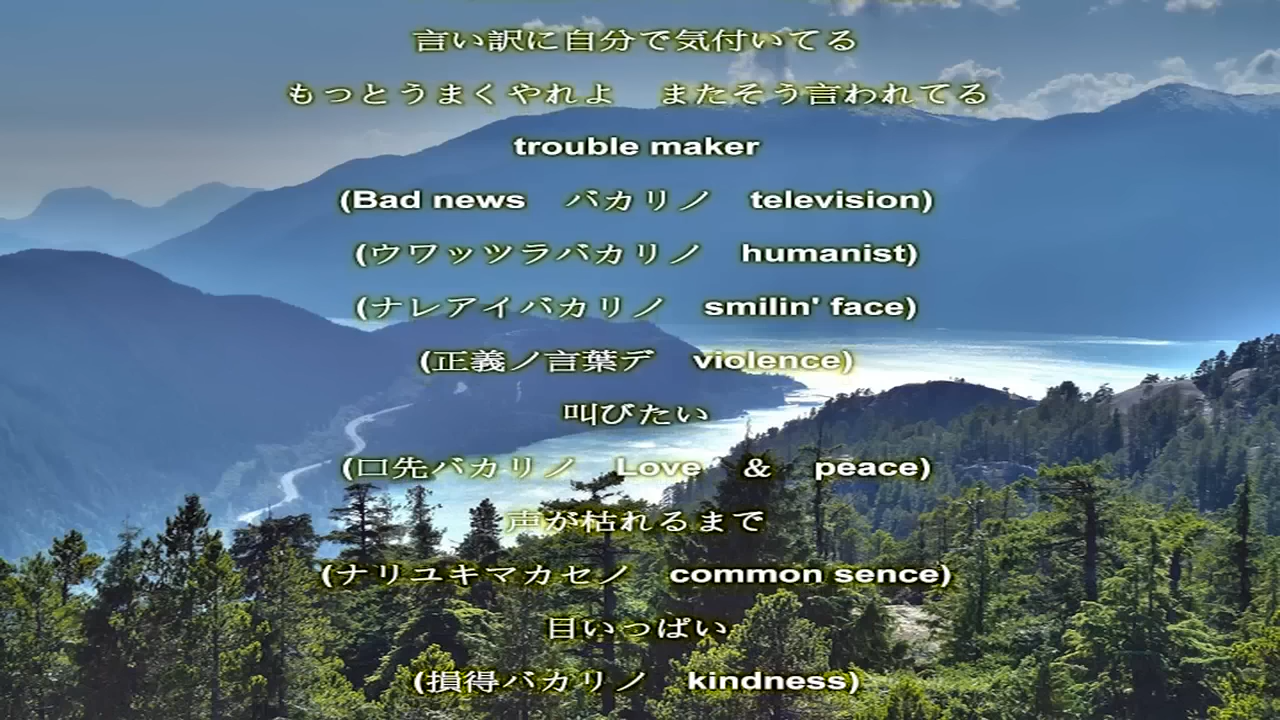 言い訳に自分で気付いてる
もっとうまくやれよ　またそう言われてる
trouble maker
(Bad news　バカリノ　television)
(ウワッツラバカリノ　humanist)
(ナレアイバカリノ　smilin' face)
(正義ノ言葉デ　violence)
叫びたい
(口先バカリノ　Love　&　peace)
声が枯れるまで
(ナリユキマカセノ　common sence)
目いっぱい
(損得バカリノ　kindness)